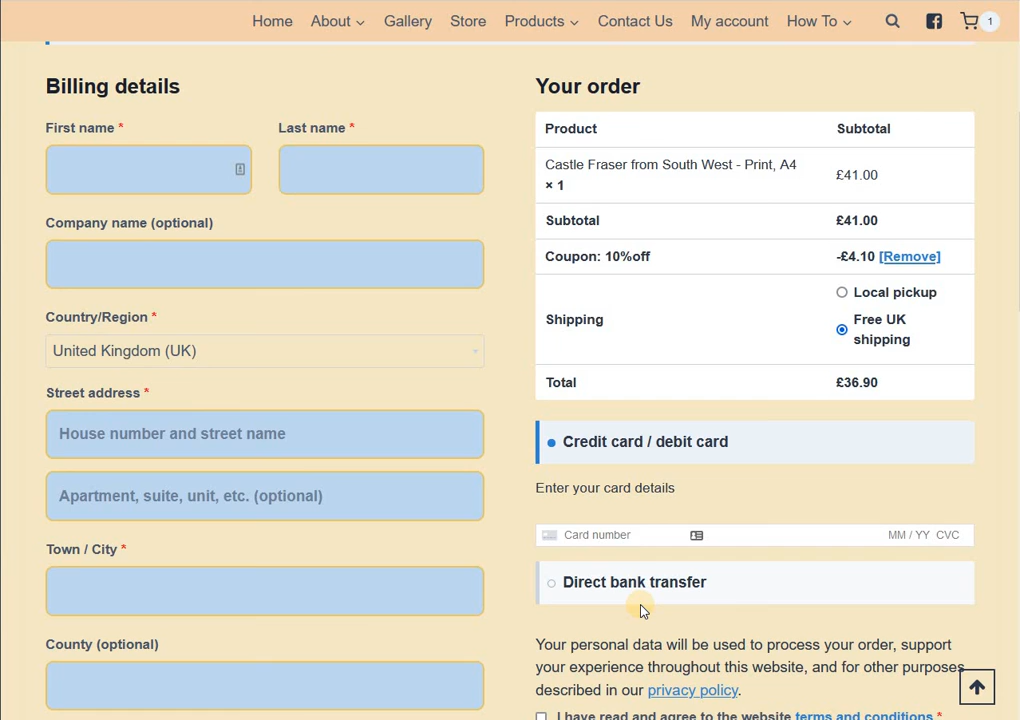 Home About Gallery Store Products Contact Us My account How To 1
Billing details
First name *
Last name *
Company name (optional)
Country/Region *
United Kingdom (UK)
Street address *
House number and street name
Apartment, suite, unit, etc. (optional)
Town / City *
County (optional)
Your order
Product Subtotal
Castle Fraser from South West - Print, A4
× 1
£41.00
Subtotal £41.00
Coupon: 10%off -£4.10 [Remove]
Shipping
Local pickup
Free UK
shipping
Total £36.90
Credit card / debit card
Enter your card details
Card number MM / YY CVC
Direct bank transfer
Your personal data will be used to process your order, support
your experience throughout this website, and for other purposes
described in our privacy policy.
I have read and agree to the website terms and conditions *